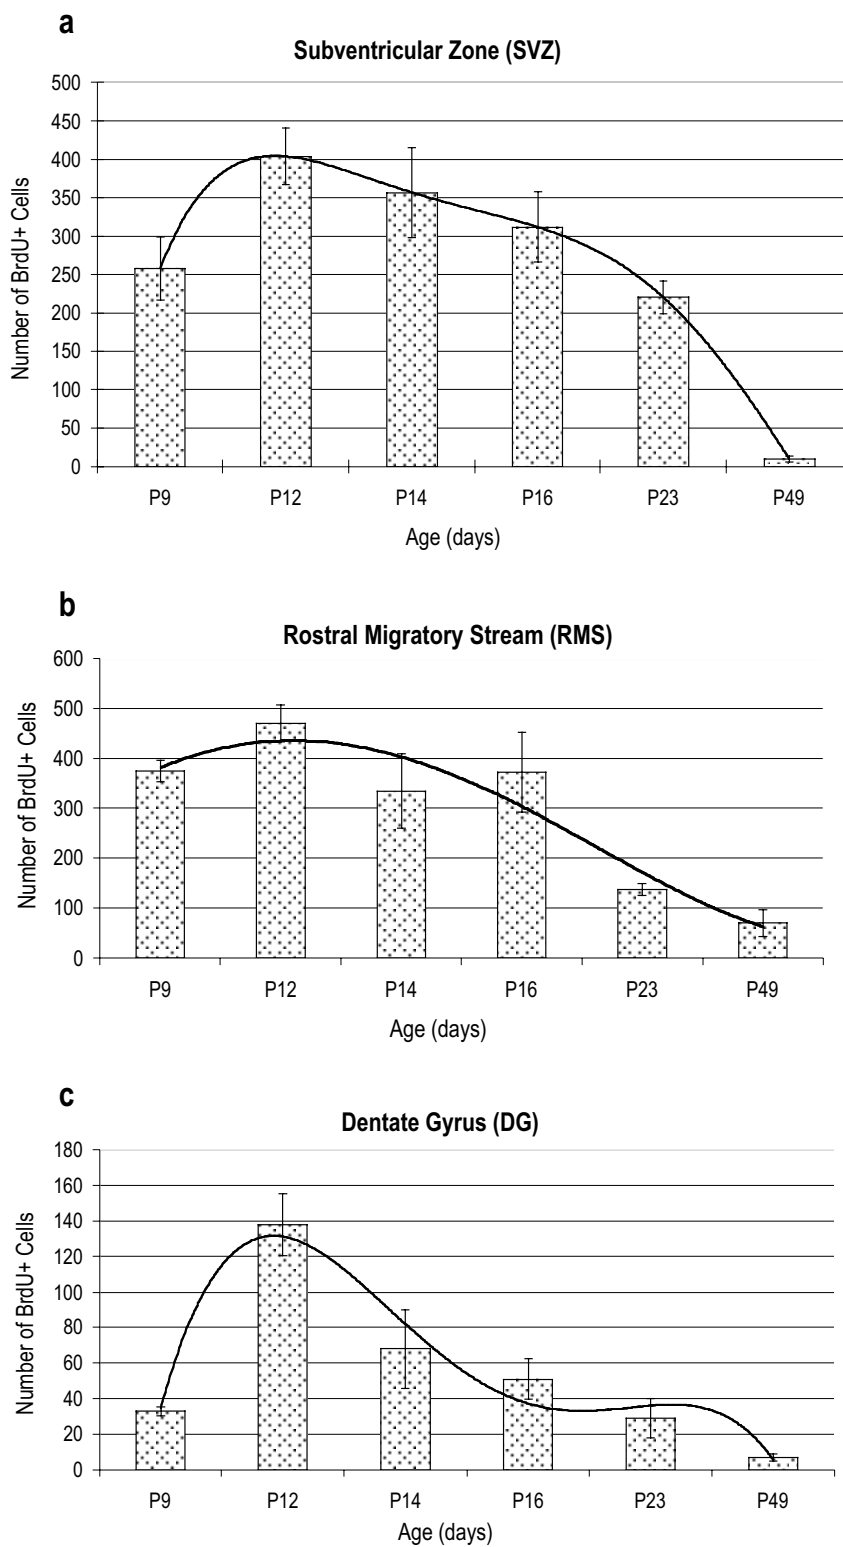 a
Subventricular Zone (SVZ)
Number of BrdU+ Cells
500
450
400
350
300
250
200
150
100
50
0
P9 P12 P14 P16 P23 P49
Age (days)
b
Rostral Migratory Stream (RMS)
Number of BrdU+ Cells
600
500
400
300
200
100
0
P9 P12 P14 P16 P23 P49
Age (days)
c
Dentate Gyrus (DG)
Number of BrdU+ Cells
180
160
140
120
100
80
60
40
20
0
P9 P12 P14 P16 P23 P49
Age (days)